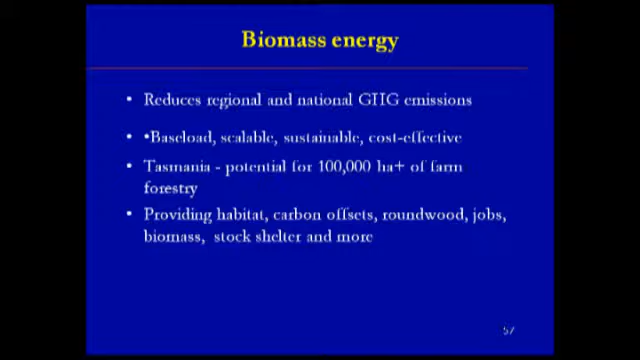 Biomass energy
• Reduces regional and national GHG emissions
• •Baseload, scalable, sustainable, cost-effective
• Tasmania - potential for 100,000 ha+ of farm
forestry
• Providing habitat, carbon offsets, roundwood, jobs,
biomass, stock shelter and more
57